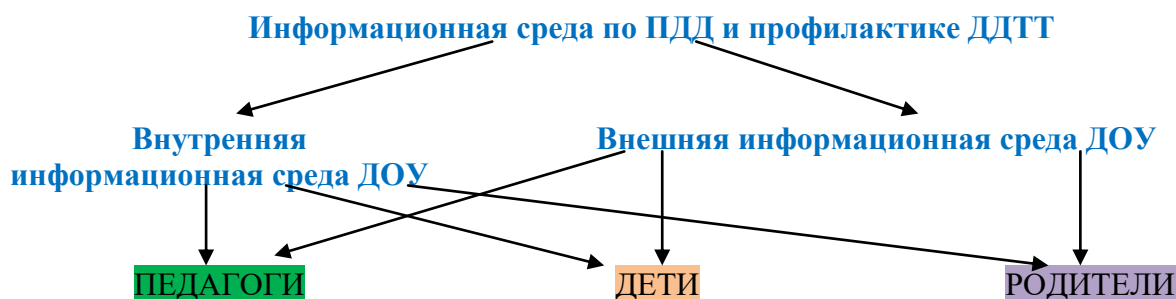 Информационная среда по ПДД и профилактике ДДТТ
Внутренняя
информационная среда ДОУ
Внешняя информационная среда ДОУ
ПЕДАГОГИ
ДЕТИ
РОДИТЕЛИ